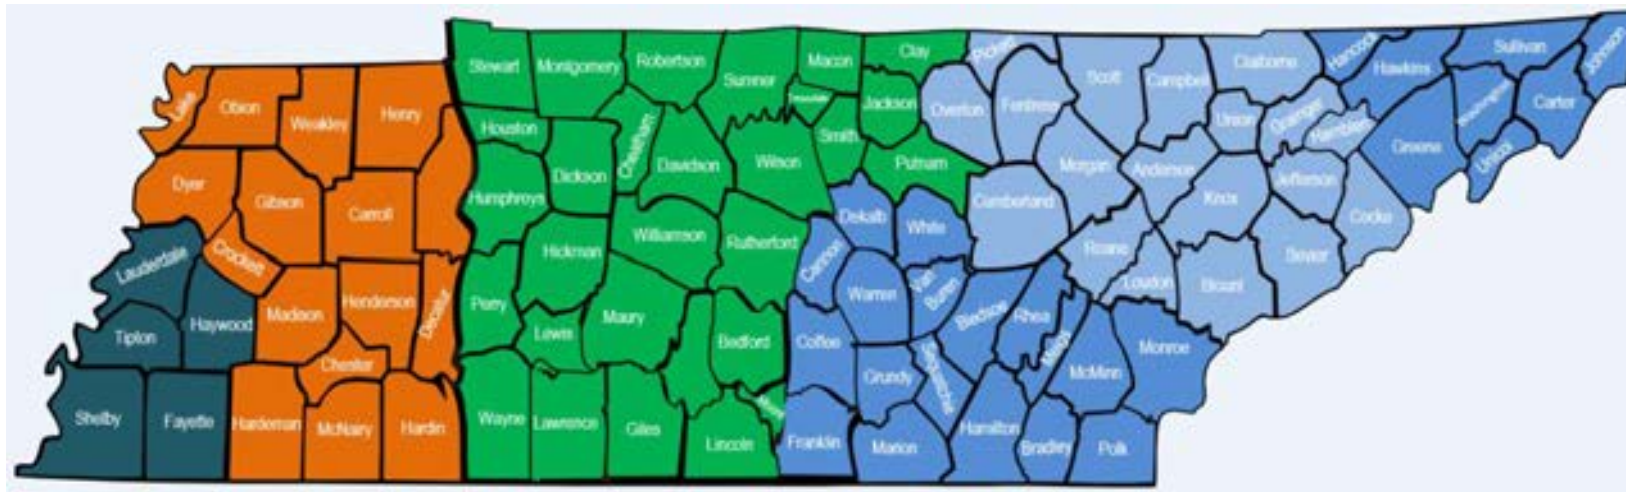 Stewart
Montgomery
Robertson
Sumner
Macon
Clay
Pickett
Scott
Campbell
Claiborne
Hancock
Hawkins
Sullivan
Johnson
Lake
Obion
Weakley
Henry
Houston
Cheatham
Smith
Jackson
Overton
Fentress
Union
Grainger
Hamblen
Greene
Washington
Carter
Unicoi
Dyer
Gibson
Carroll
Humphreys
Dickson
Davidson
Wilson
Putnam
Cumberland
Morgan
Anderson
Knox
Jefferson
Cocke
Lauderdale
Crockett
Hickman
Williamson
Rutherford
Cannon
Dekalb
White
Roane
Loudon
Blount
Sevier
Tipton
Haywood
Madison
Henderson
Decatur
Perry
Lewis
Maury
Bedford
Coffee
Warren
Van
Buren
Bledsoe
Rhea
Meigs
McMinn
Monroe
Chester
Grundy
Sequatchie
Shelby
Fayette
Hardeman
McNairy
Hardin
Wayne
Lawrence
Giles
Lincoln
Franklin
Marion
Hamilton
Bradley
Polk